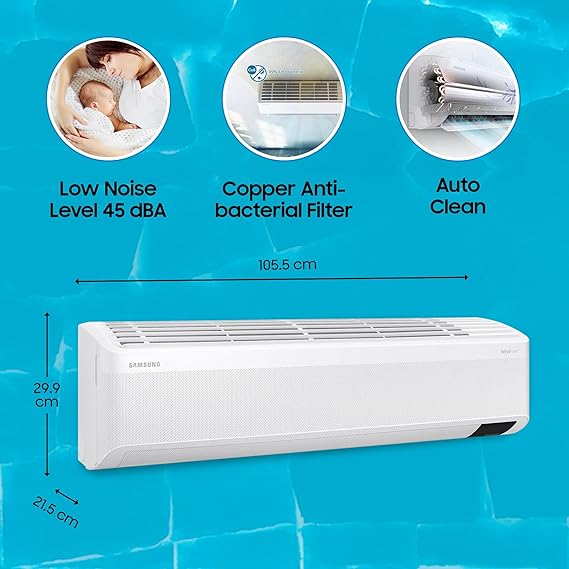 Low Noise
Level 45 dBA
Copper Anti-
bacterial Filter
Auto
Clean
105.5 cm
SAMSUNG
29.9
cm
21.5 cm